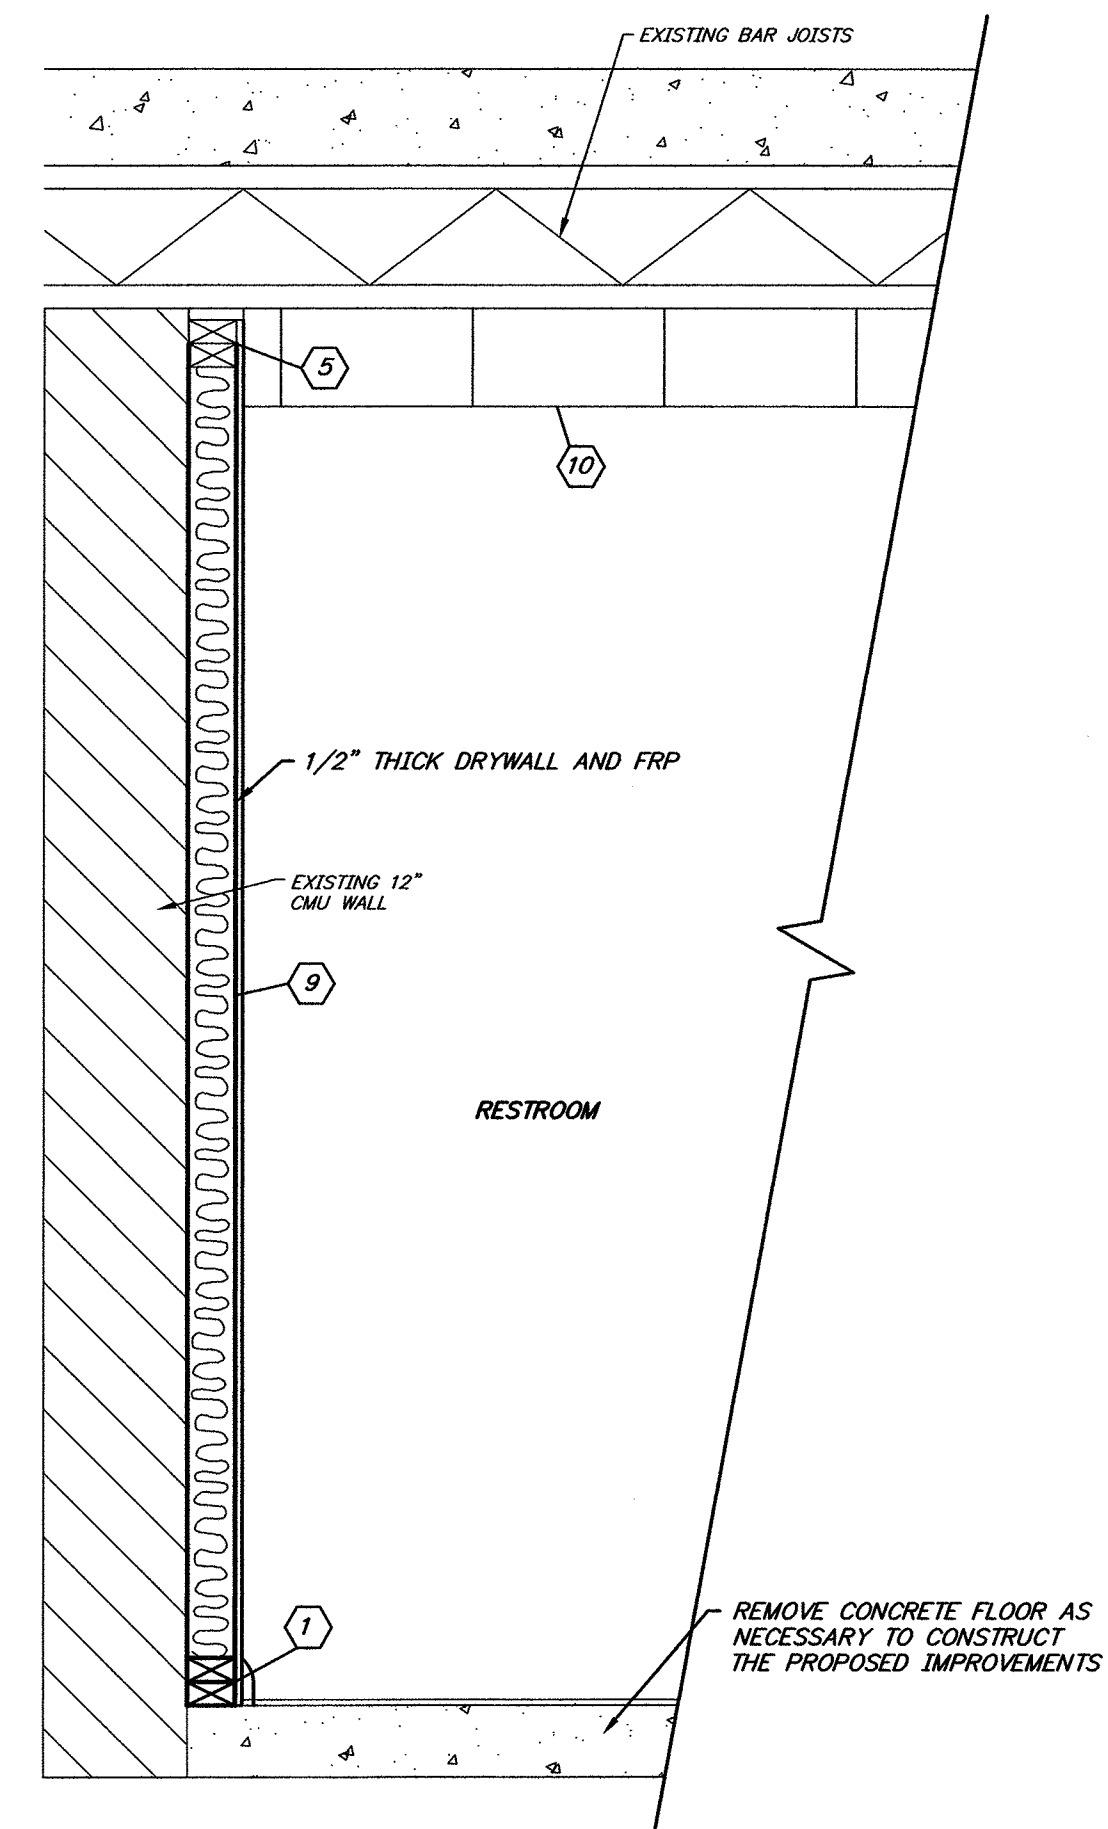 EXISTING BAR JOISTS
5
10
1/2" THICK DRYWALL AND FRP
EXISTING 12"
CMU WALL
9
RESTROOM
1
REMOVE CONCRETE FLOOR AS
NECESSARY TO CONSTRUCT
THE PROPOSED IMPROVEMENTS